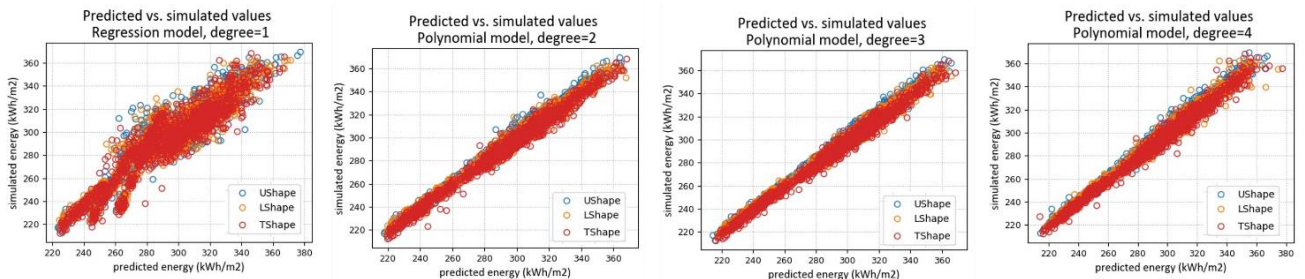 Predicted vs. simulated values
Regression model, degree=1
simulated energy (kWh/m2)
360
340
320
300
280
260
240
220
UShape
LShape
TShape
220 240 260 280 300 320 340 360 380
predicted energy (kWh/m2)
Predicted vs. simulated values
Polynomial model, degree=2
simulated energy (kWh/m2)
360
340
320
300
280
260
240
220
UShape
LShape
TShape
220 240 260 280 300 320 340 360
predicted energy (kWh/m2)
Predicted vs. simulated values
Polynomial model, degree=3
simulated energy (kWh/m2)
360
340
320
300
280
260
240
220
UShape
LShape
TShape
220 240 260 280 300 320 340 360
predicted energy (kWh/m2)
Predicted vs. simulated values
Polynomial model, degree=4
simulated energy (kWh/m2)
360
340
320
300
280
260
240
220
UShape
LShape
TShape
220 240 260 280 300 320 340 360 380
predicted energy (kWh/m2)